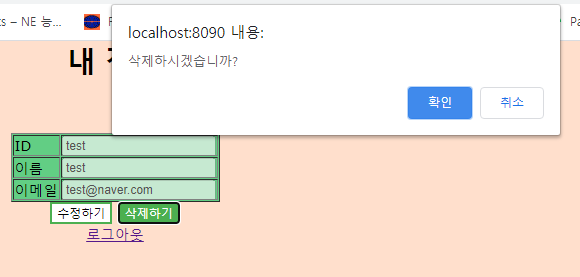 ts – NE 능...
localhost:8090 내용:
삭제하시겠습니까?
확인 취소
내
ID test
이름 test
이메일 test@naver.com
수정하기 삭제하기
로그아웃